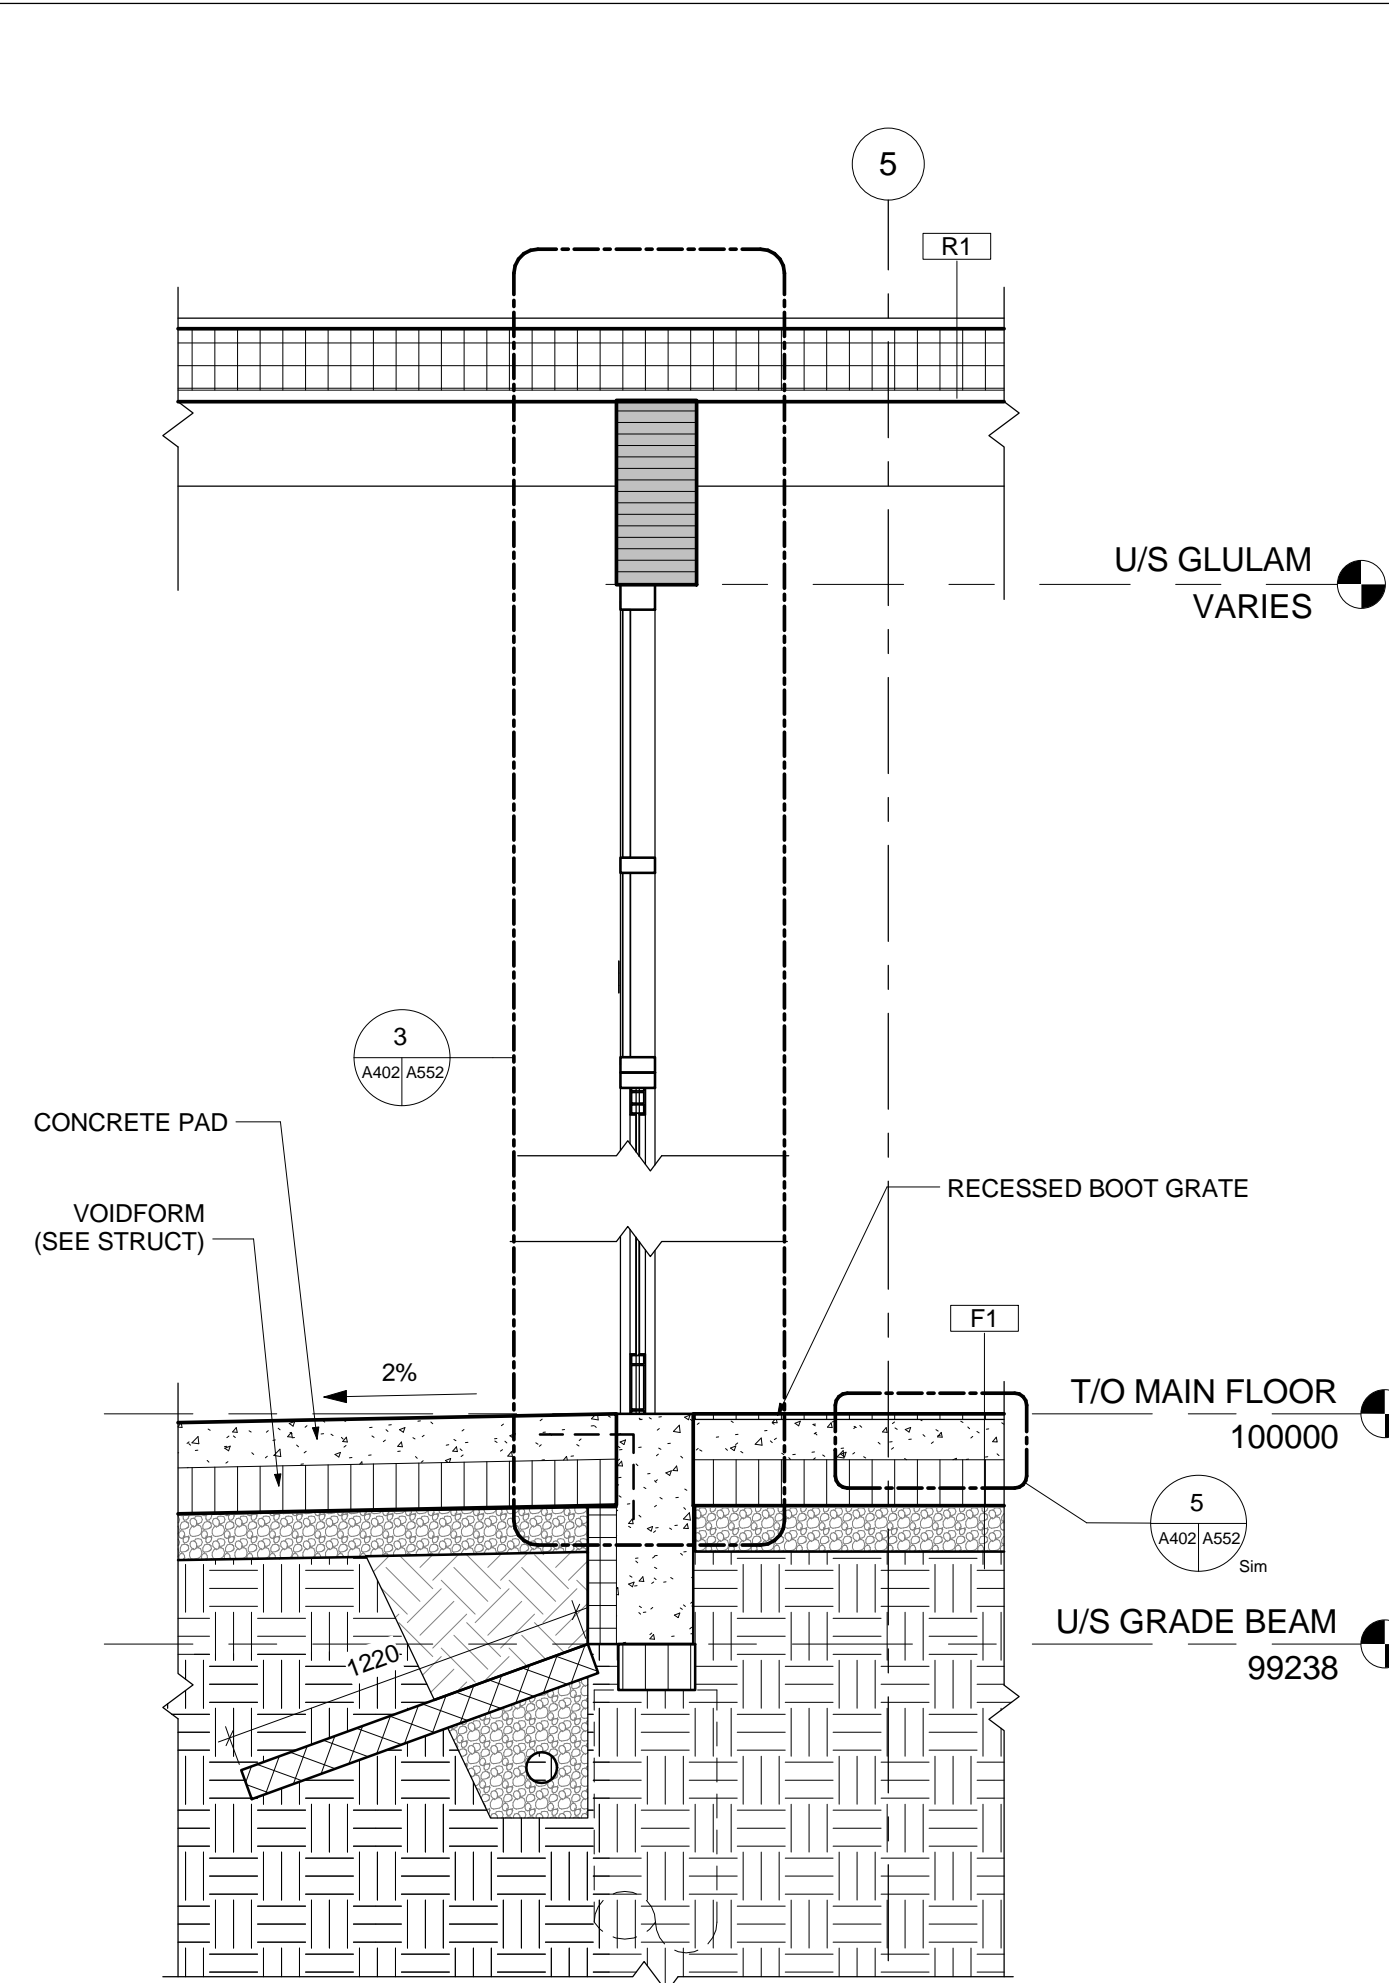 5
R1
U/S GLULAM
VARIES
3
A402 A552
CONCRETE PAD
VOIDFORM
(SEE STRUCT)
RECESSED BOOT GRATE
F1
2%
T/O MAIN FLOOR
100000
5
A402 A552
Sim
U/S GRADE BEAM
99238
1220